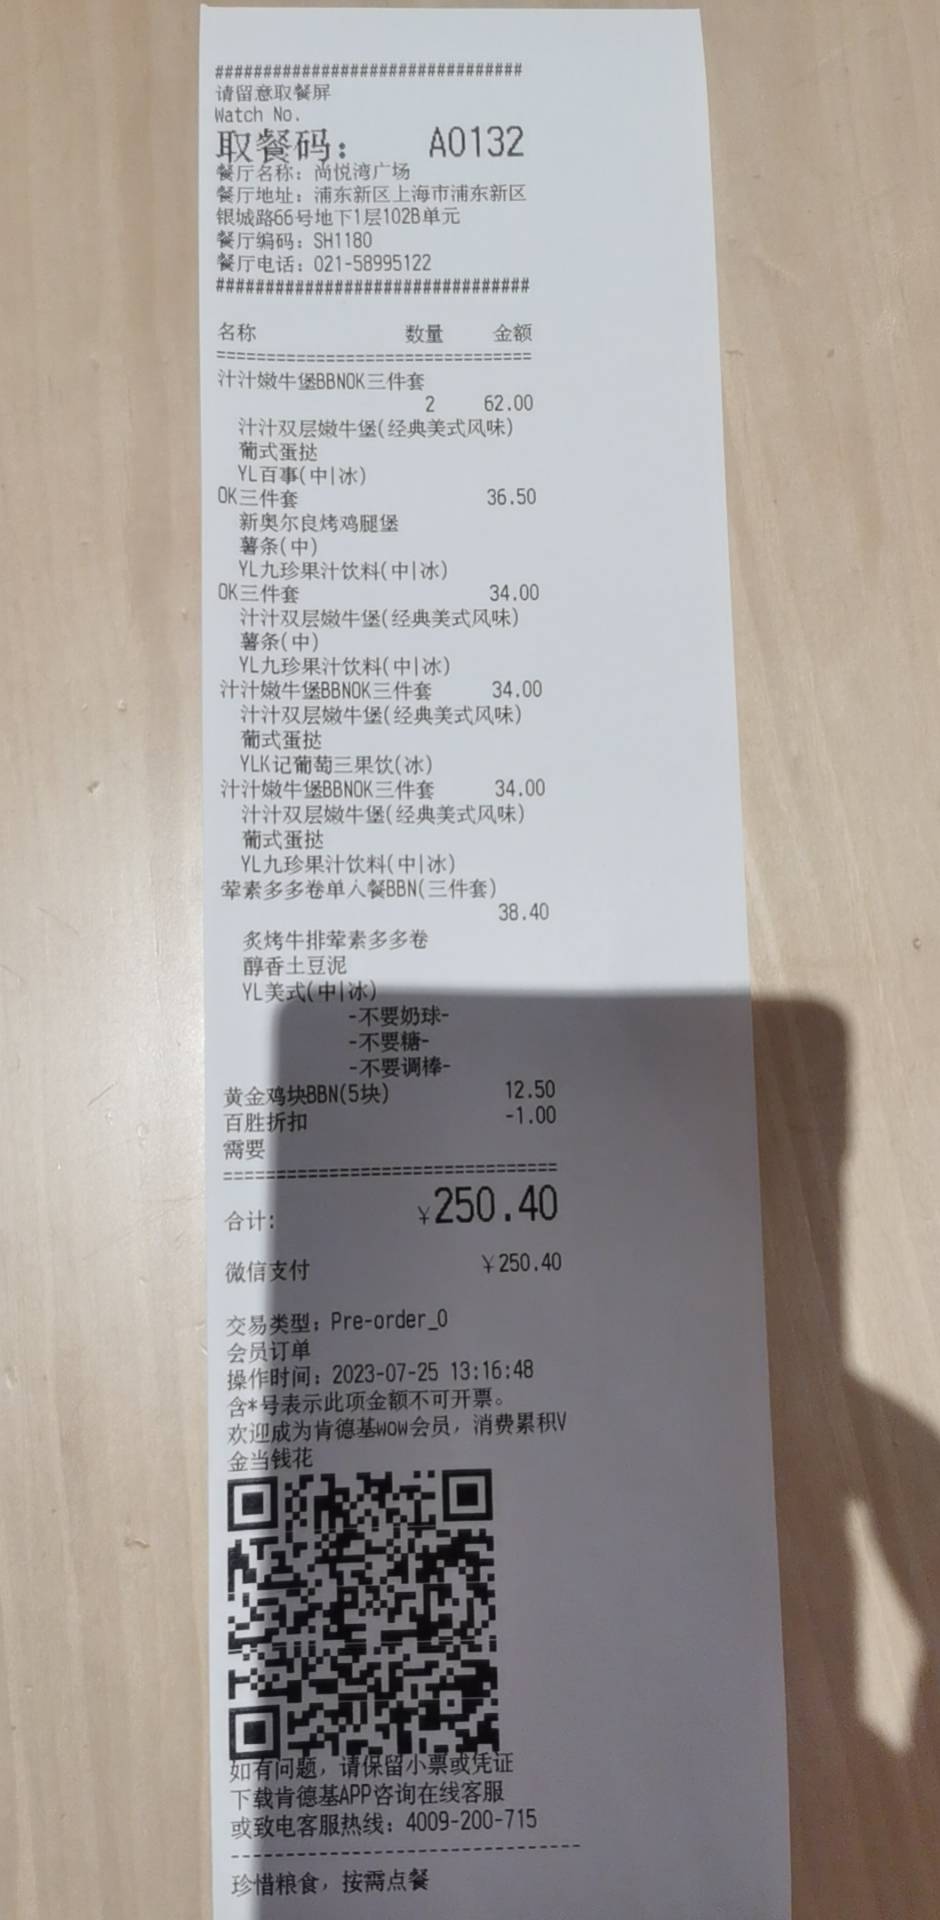 ################################
请留意取餐屏
Watch No.
取餐码： A0132
餐厅名称：尚悦湾广场
餐厅地址：浦东新区上海市浦东新区
银城路66号地下1层102B单元
餐厅编码：SH1180
餐厅电话：021-58995122
################################
名称 数量 金额
================================
汁汁嫩牛堡BBNOK三件套
2 62.00
汁汁双层嫩牛堡(经典美式风味)
葡式蛋挞
YL百事(中|冰)
OK三件套 36.50
新奥尔良烤鸡腿堡
薯条(中)
YL九珍果汁饮料(中|冰)
OK三件套 34.00
汁汁双层嫩牛堡(经典美式风味)
薯条(中)
YL九珍果汁饮料(中|冰)
汁汁嫩牛堡BBNOK三件套 34.00
汁汁双层嫩牛堡(经典美式风味)
葡式蛋挞
YLK记葡萄三果饮(冰)
汁汁嫩牛堡BBNOK三件套 34.00
汁汁双层嫩牛堡(经典美式风味)
葡式蛋挞
YL九珍果汁饮料(中|冰)
荤素多多卷单人餐BBN(三件套)
38.40
炙烤牛排荤素多多卷
醇香土豆泥
YL美式(中|冰)
-不要奶球-
-不要糖-
-不要调棒-
黄金鸡块BBN(5块) 12.50
百胜折扣 -1.00
需要
================================
合计: ¥250.40
微信支付 ¥250.40
交易类型：Pre-order_0
会员订单
操作时间：2023-07-25 13:16:48
含*号表示此项金额不可开票。
欢迎成为肯德基WOW会员，消费累积V
金当钱花
如有问题，请保留小票或凭证
下载肯德基APP咨询在线客服
或致电客服热线：4009-200-715
--------------------------------
珍惜粮食，按需点餐